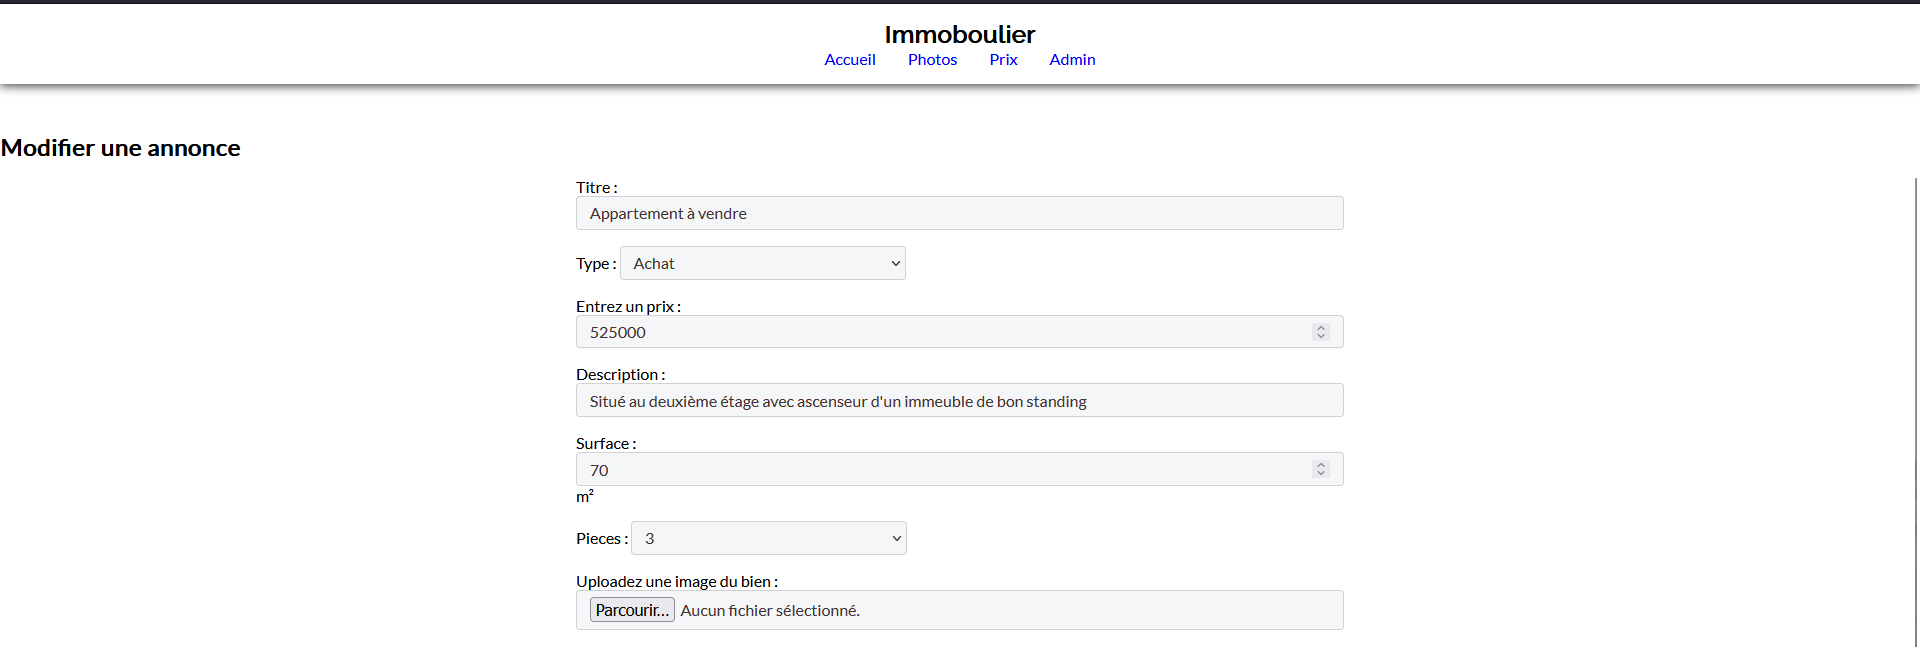 Immoboulier
Accueil Photos Prix Admin
Modifier une annonce
Titre :
Appartement à vendre
Type : Achat
Entrez un prix :
525000
Description :
Situé au deuxième étage avec ascenseur d'un immeuble de bon standing
Surface :
70
m²
Pieces : 3
Uploadez une image du bien :
Parcourir... Aucun fichier sélectionné.